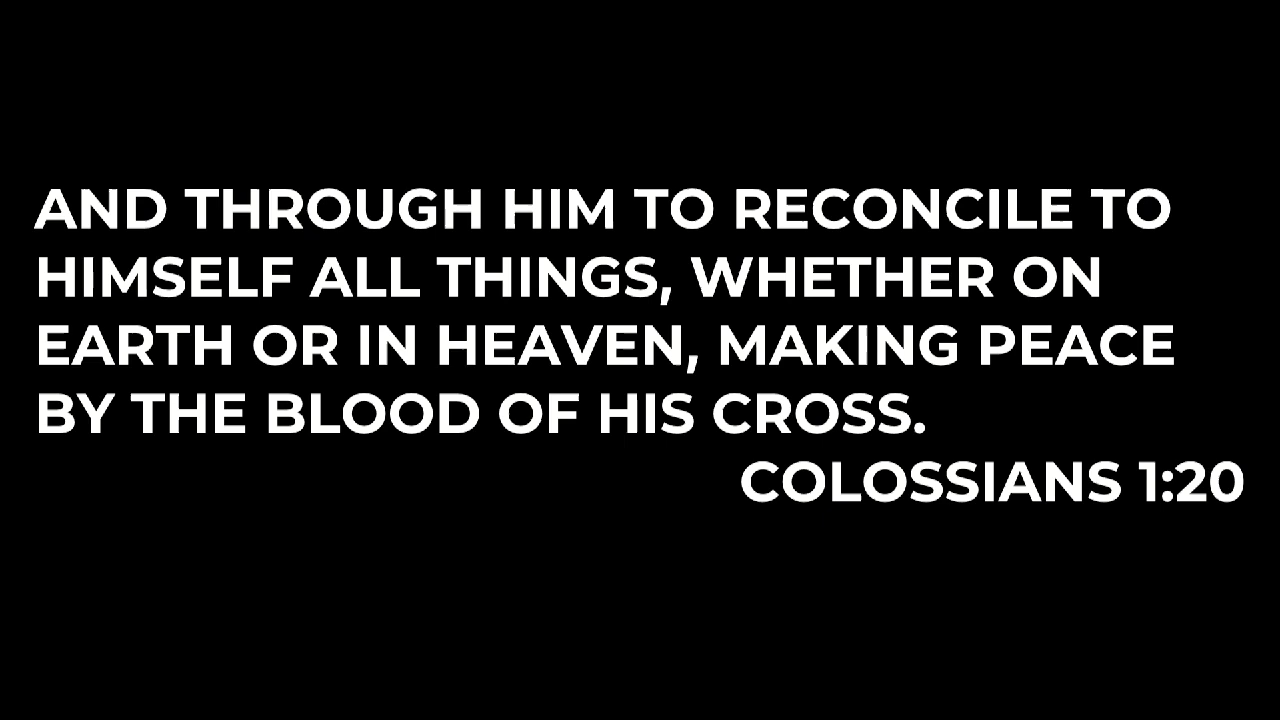 AND THROUGH HIM TO RECONCILE TO
HIMSELF ALL THINGS, WHETHER ON
EARTH OR IN HEAVEN, MAKING PEACE
BY THE BLOOD OF HIS CROSS.
COLOSSIANS 1:20